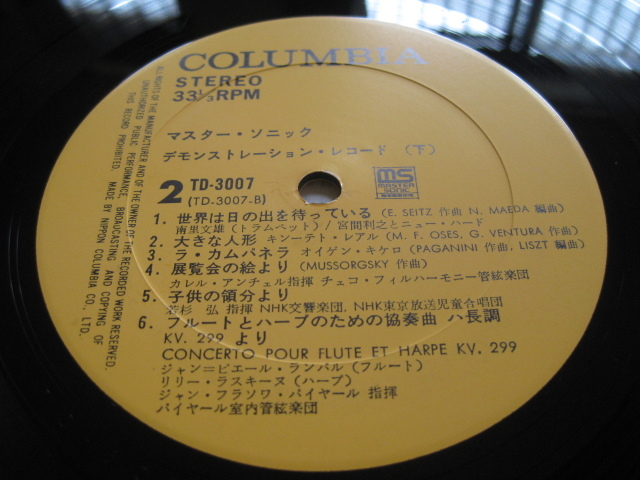 COLUMBIA
STEREO
33⅓RPM
ALL RIGHTS OF THE MANUFACTURER AND OF THE OWNER OF THE RECORDED WORK RESERVED
UNAUTHORIZED PUBLIC PERFORMANCE, BROADCASTING AND COPYING OF
THIS RECORD PROHIBITED. MADE BY NIPPON COLUMBIA CO., LTD.
マスター・ソニック
デモンストレーション・レコード (下)
2 TD-3007
(TD-3007-B)
MS
MASTER
SONIC
1. 世界は日の出を待っている (E. SEITZ 作曲 N. MAEDA 編曲)
南里文雄(トラムペット)/宮間利之とニュー・ハード
2. 大きな人形 キンテート・レアル (M. F. OSES, G. VENTURA 作曲)
3. ラ・カムパネラ オイゲン・キケロ (PAGANINI 作曲, LISZT 編曲)
4. 展覧会の絵より (MUSSORGSKY 作曲)
カレル・アンチェル指揮 チェコ・フィルハーモニー管絃楽団
5. 子供の領分より
若杉 弘 指揮 NHK交響楽団, NHK東京放送児童合唱団
6. フルートとハープのための協奏曲 ハ長調
KV. 299 より
CONCERTO POUR FLUTE ET HARPE KV. 299
ジャン=ピエール・ランパル(フルート)
リリー・ラスキーヌ(ハープ)
ジャン・フランソワ・パイヤール 指揮
パイヤール室内管絃楽団